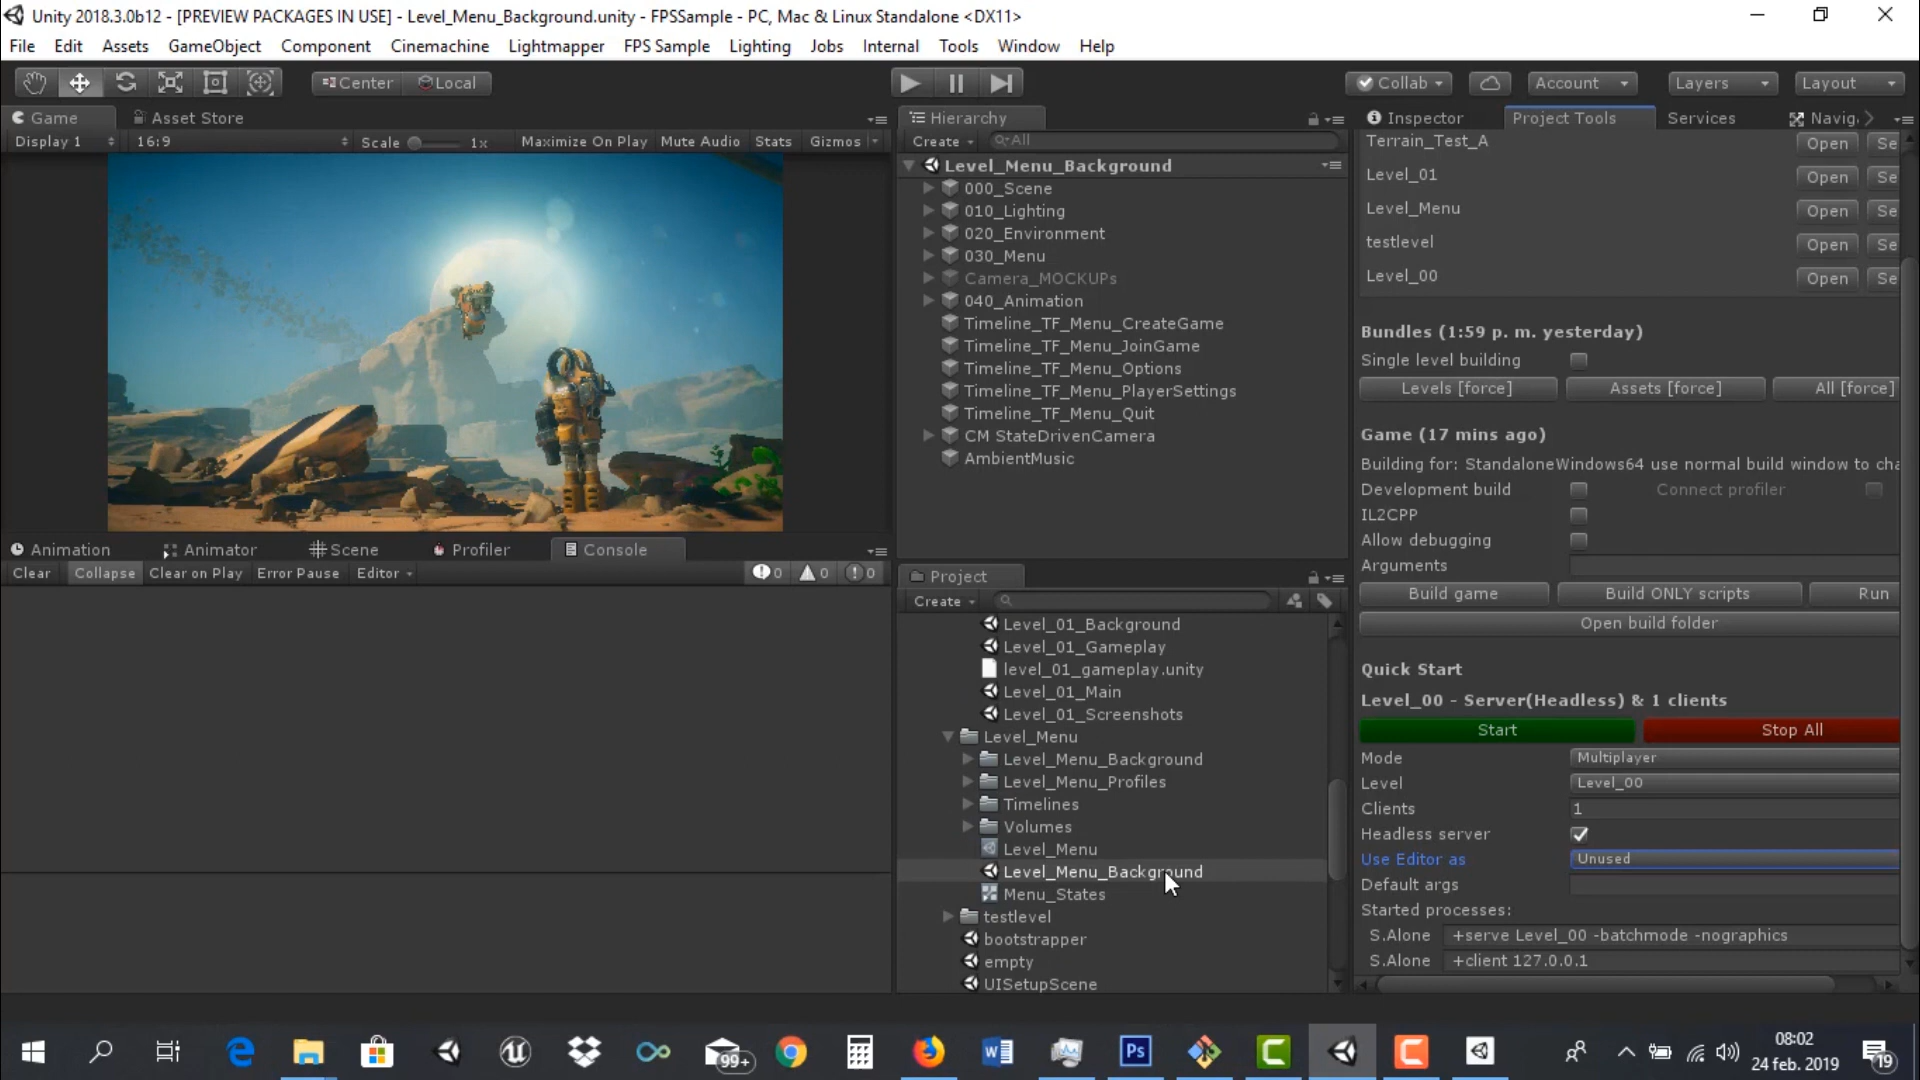 Unity 2018.3.0b12 - [PREVIEW PACKAGES IN USE] - Level_Menu_Background.unity - FPSSample - PC, Mac & Linux Standalone <DX11>
File Edit Assets GameObject Component Cinemachine Lightmapper FPS Sample Lighting Jobs Internal Tools Window Help
Center Local Collab Account Layers Layout
Game Asset Store
Display 1 16:9 Scale 1x Maximize On Play Mute Audio Stats Gizmos
Animation Animator Scene Profiler Console
Clear Collapse Clear on Play Error Pause Editor 0 0 0
Hierarchy
Create All
Level_Menu_Background
000_Scene
010_Lighting
020_Environment
030_Menu
Camera_MOCKUPs
040_Animation
Timeline_TF_Menu_CreateGame
Timeline_TF_Menu_JoinGame
Timeline_TF_Menu_Options
Timeline_TF_Menu_PlayerSettings
Timeline_TF_Menu_Quit
CM StateDrivenCamera
AmbientMusic
Project
Create
Level_01_Background
Level_01_Gameplay
level_01_gameplay.unity
Level_01_Main
Level_01_Screenshots
Level_Menu
Level_Menu_Background
Level_Menu_Profiles
Timelines
Volumes
Level_Menu
Level_Menu_Background
Menu_States
testlevel
bootstrapper
empty
UISetupScene
Inspector Project Tools Services Navig
Terrain_Test_A Open Se
Level_01 Open Se
Level_Menu Open Se
testlevel Open Se
Level_00 Open Se
Bundles (1:59 p. m. yesterday)
Single level building
Levels [force] Assets [force] All [force]
Game (17 mins ago)
Building for: StandaloneWindows64 use normal build window to cha
Development build Connect profiler
IL2CPP
Allow debugging
Arguments
Build game Build ONLY scripts Run
Open build folder
Quick Start
Level_00 - Server(Headless) & 1 clients
Start Stop All
Mode Multiplayer
Level Level_00
Clients 1
Headless server
Use Editor as Unused
Default args
Started processes:
S.Alone +serve Level_00 -batchmode -nographics
S.Alone +client 127.0.0.1
99+ Ps 08:02
24 feb. 2019 19